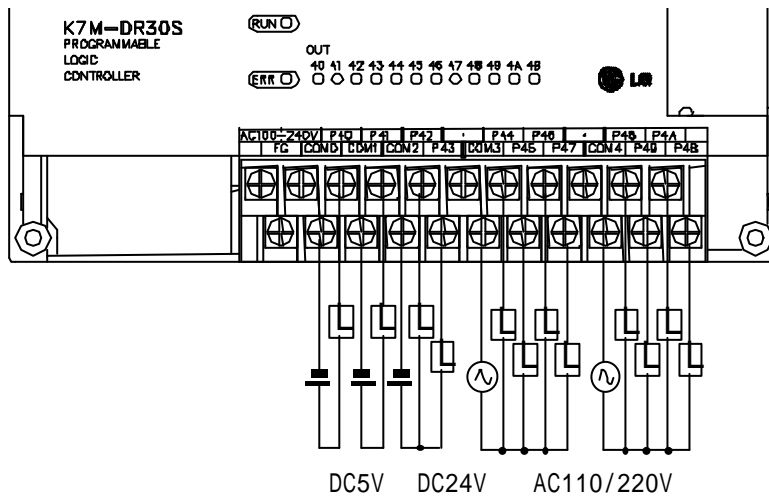 K7M-DR30S
PROGRAMMABLE
LOGIC
CONTROLLER
RUN
ERR
OUT
40 41 42 43 44 45 46 47 48 49 4A 4B
LG
AC100-240V P40 P41 P42 · P44 P46 · P48 P4A
FG COM0 COM1 COM2 P43 COM3 P45 P47 COM4 P49 P4B
L L L L L L L L L L L L
DC5V DC24V AC110/220V